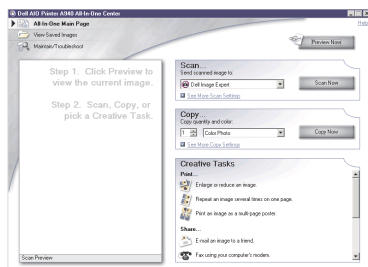 Dell AIO Printer A940 All-In-One Center
All-In-One Main Page
Help
View Saved Images
Maintain/Troubleshoot
Preview Now
Step 1. Click Preview to
view the current image.
Step 2. Scan, Copy, or
pick a Creative Task.
Scan Preview
Scan...
Send scanned image to:
Dell Image Expert
Scan Now
See More Scan Settings
Copy...
Copy quantity and color:
1
Color Photo
Copy Now
See More Copy Settings
Creative Tasks
Print...
Enlarge or reduce an image.
Repeat an image several times on one page.
Print an image as a multi-page poster.
Share...
E-mail an image to a friend.
Fax using your computer's modem.